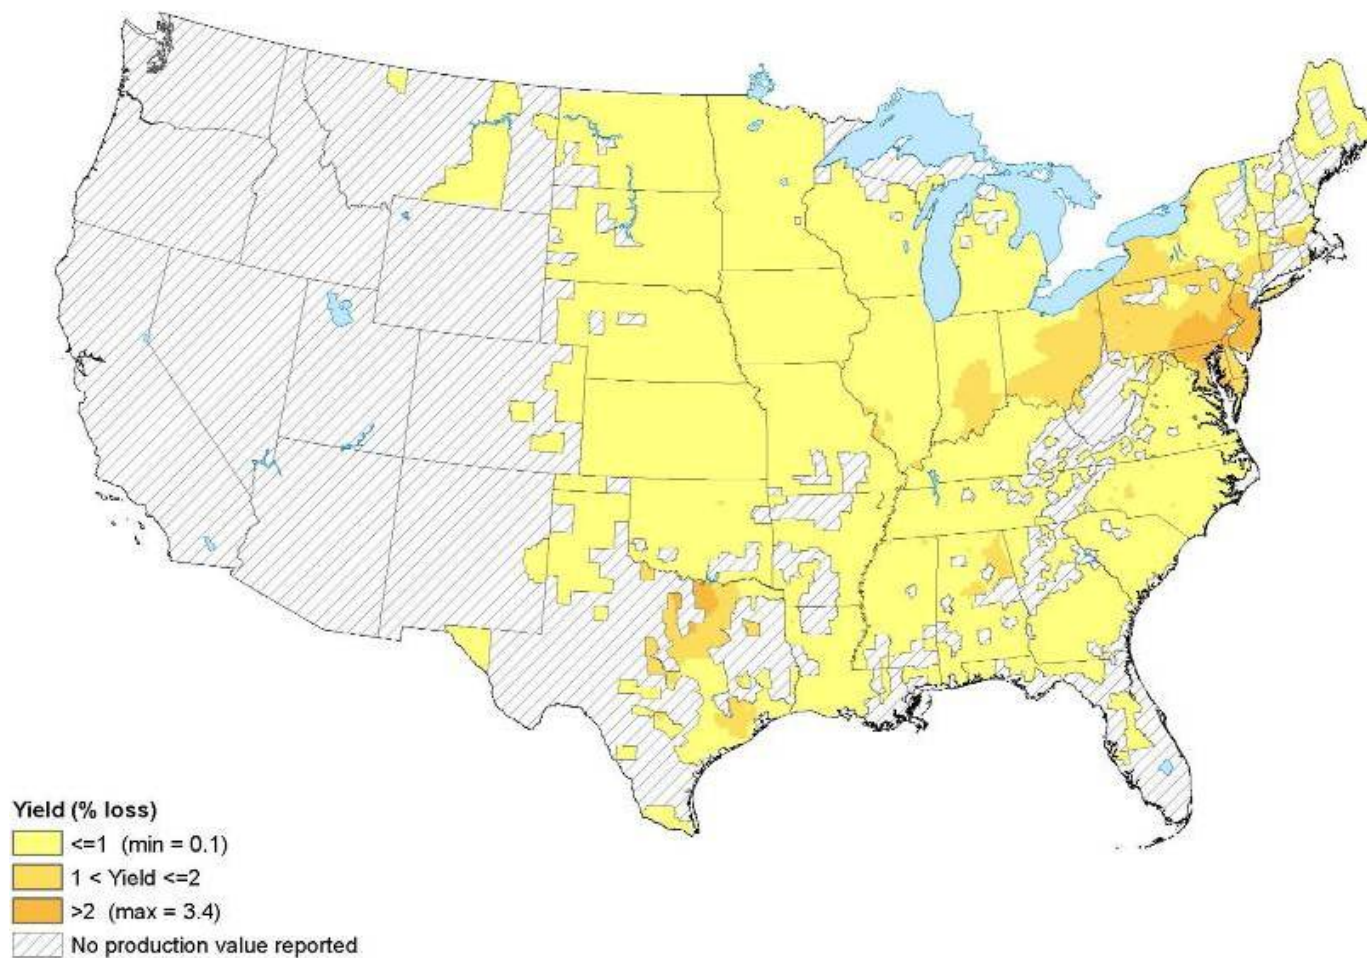 Yield (% loss)
<=1 (min = 0.1)
1 < Yield <=2
>2 (max = 3.4)
No production value reported